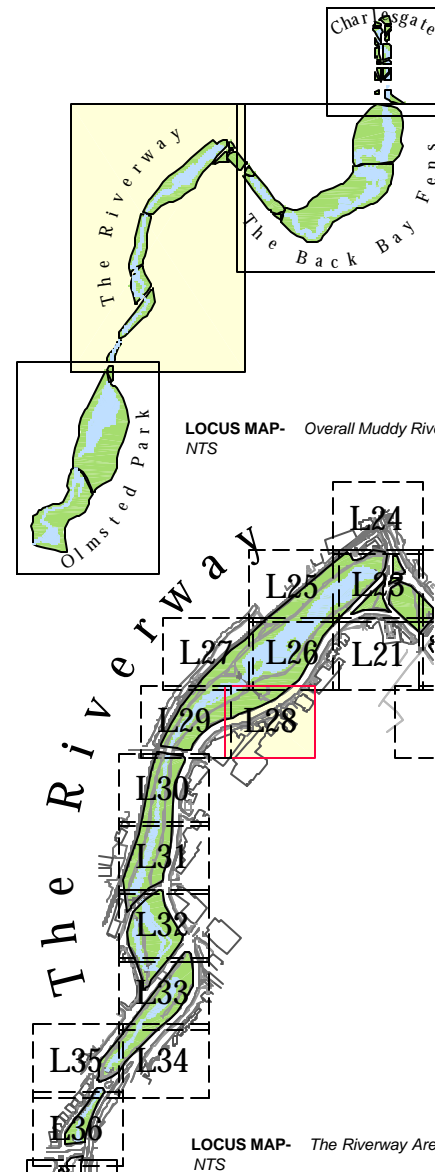 Charlesgate
The Riverway
The Back Bay Fens
Olmsted Park
LOCUS MAP- Overall Muddy Rive
NTS
The Riverway
L24
L25
L23
L27
L26
L21
L29
L28
L30
L31
L32
L33
L35
L34
L36
LOCUS MAP- The Riverway Are
NTS